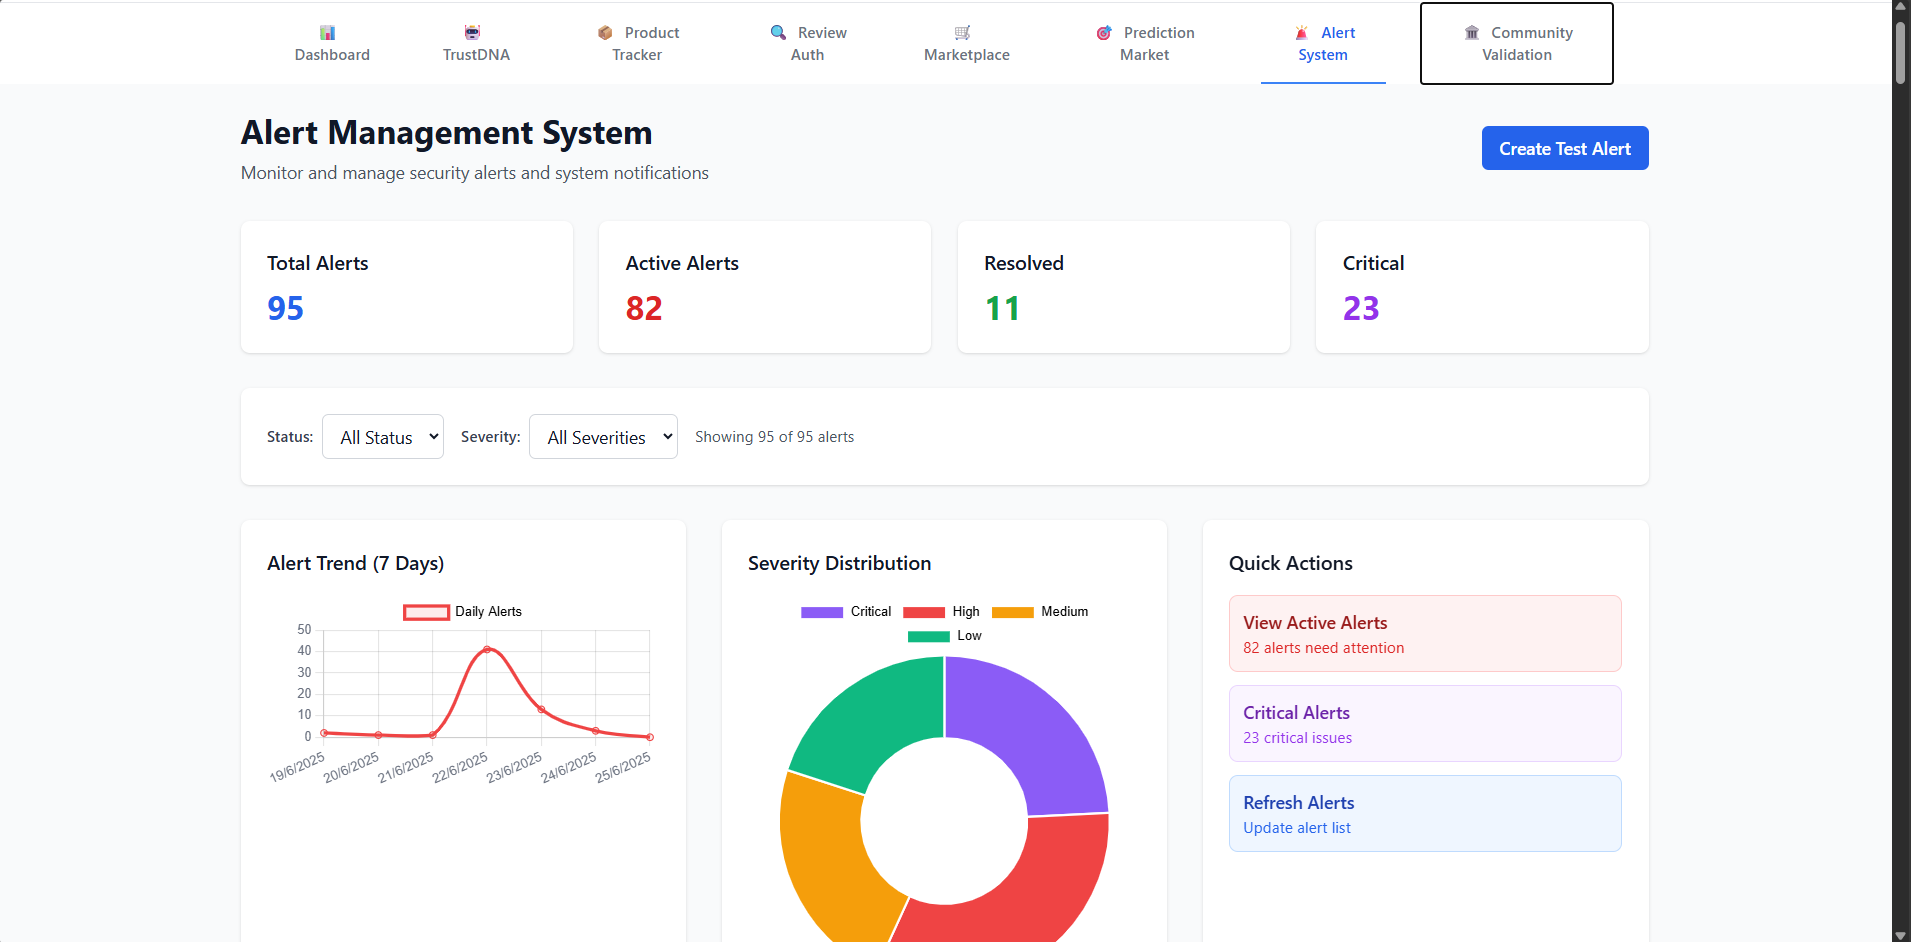 Dashboard
TrustDNA
Product
Tracker
Review
Auth
Marketplace
Prediction
Market
Alert
System
Community
Validation
Alert Management System
Monitor and manage security alerts and system notifications
Create Test Alert
Total Alerts
95
Active Alerts
82
Resolved
11
Critical
23
Status: All Status Severity: All Severities Showing 95 of 95 alerts
Alert Trend (7 Days)
Daily Alerts
50
40
30
20
10
0
19/6/2025
20/6/2025
21/6/2025
22/6/2025
23/6/2025
24/6/2025
25/6/2025
Severity Distribution
Critical High Medium
Low
Quick Actions
View Active Alerts
82 alerts need attention
Critical Alerts
23 critical issues
Refresh Alerts
Update alert list